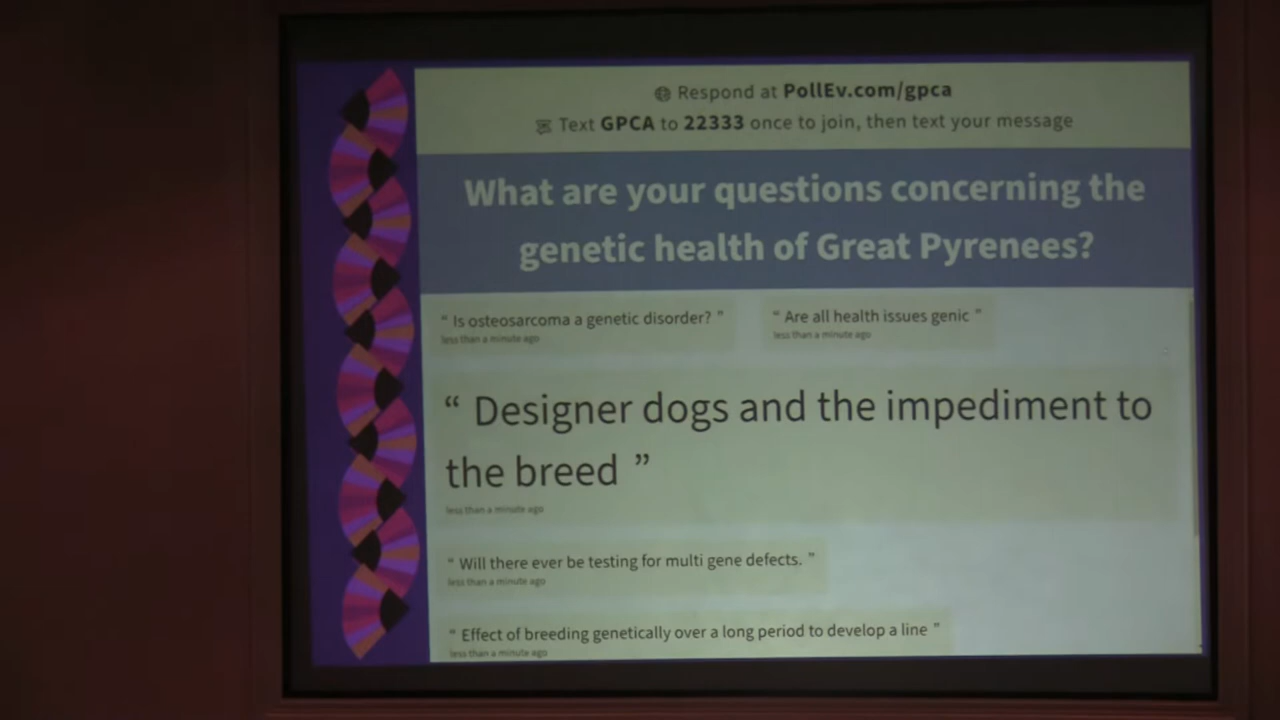 Respond at PollEv.com/gpca
Text GPCA to 22333 once to join, then text your message
What are your questions concerning the
genetic health of Great Pyrenees?
“ Is osteosarcoma a genetic disorder? ”
less than a minute ago
“ Are all health issues genic ”
less than a minute ago
“ Designer dogs and the impediment to
the breed ”
less than a minute ago
“ Will there ever be testing for multi gene defects. ”
less than a minute ago
“ Effect of breeding genetically over a long period to develop a line ”
less than a minute ago